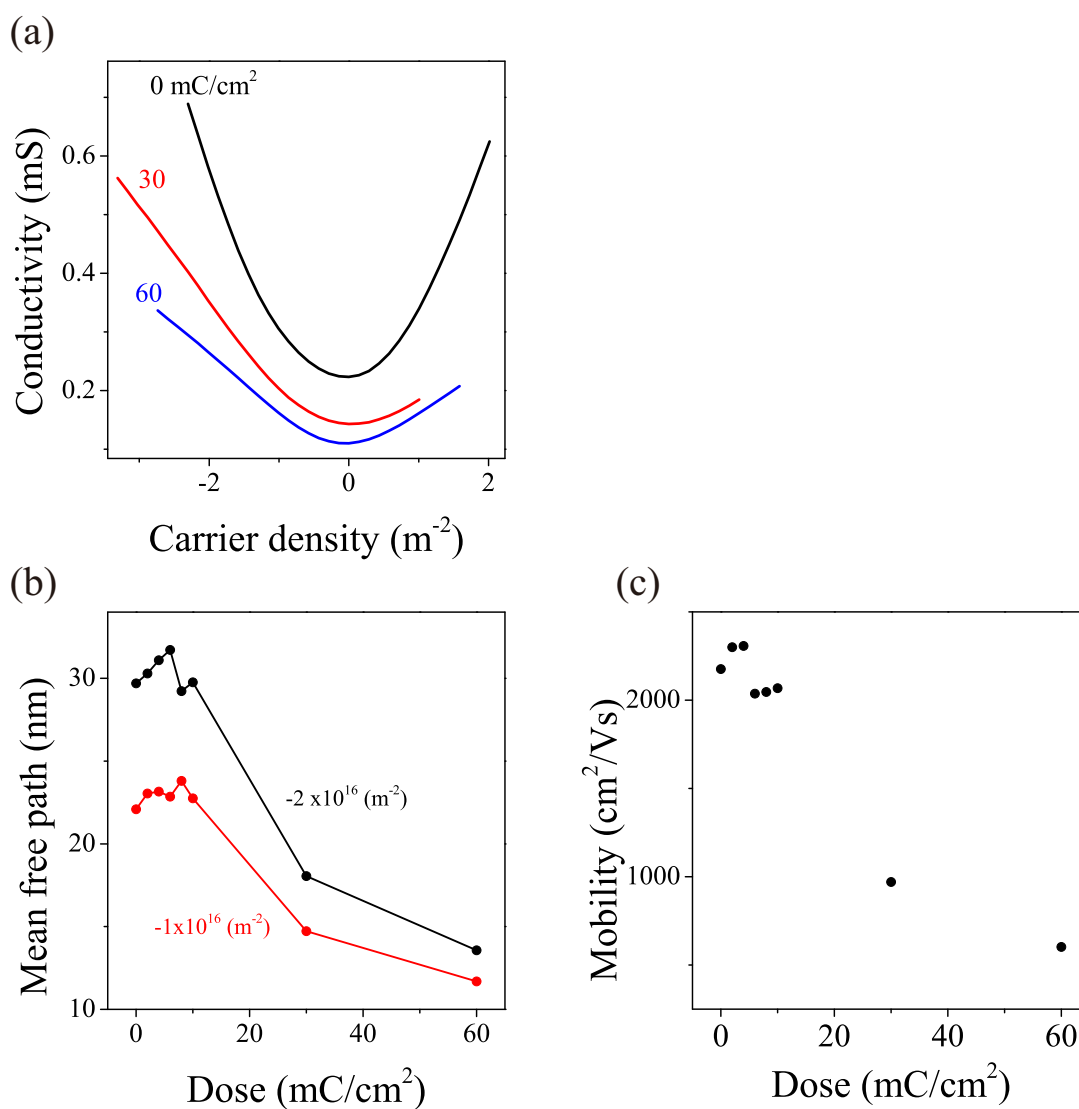 (a)
0 mC/cm²
30
60
0.6
0.4
0.2
-2 0 2
Conductivity (mS)
Carrier density (m⁻²)
(b)
30
20
10
0 20 40 60
-2 x10¹⁶ (m⁻²)
-1x10¹⁶ (m⁻²)
Mean free path (nm)
Dose (mC/cm²)
(c)
2000
1000
0 20 40 60
Mobility (cm²/Vs)
Dose (mC/cm²)